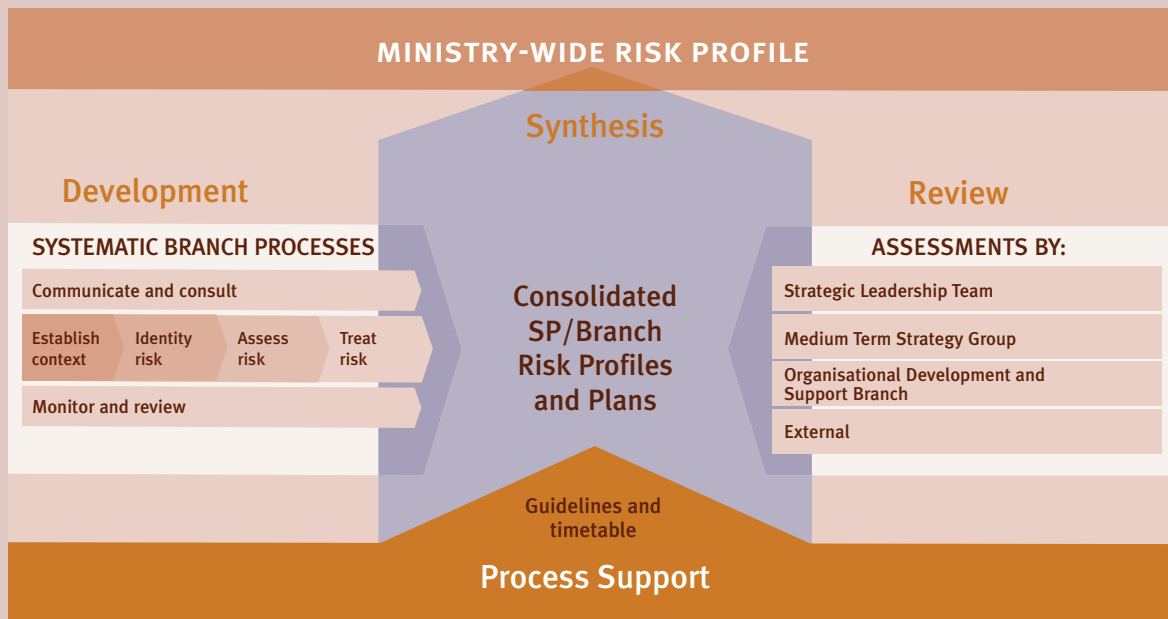 MINISTRY-WIDE RISK PROFILE
Synthesis
Development
SYSTEMATIC BRANCH PROCESSES
Communicate and consult
Establish
context
Identity
risk
Assess
risk
Treat
risk
Monitor and review
Consolidated
SP/Branch
Risk Profiles
and Plans
Review
ASSESSMENTS BY:
Strategic Leadership Team
Medium Term Strategy Group
Organisational Development and
Support Branch
External
Guidelines and
timetable
Process Support